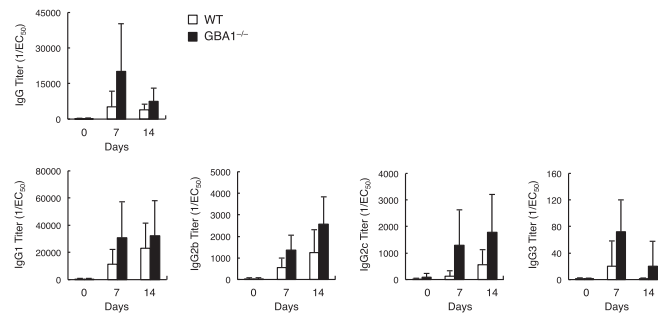 WT
GBA1–/–
IgG Titer (1/EC50)
45000
30000
15000
0
0 7 14
Days
IgG1 Titer (1/EC50)
80000
60000
40000
20000
0
0 7 14
Days
IgG2b Titer (1/EC50)
5000
4000
3000
2000
1000
0
0 7 14
Days
IgG2c Titer (1/EC50)
4000
3000
2000
1000
0
0 7 14
Days
IgG3 Titer (1/EC50)
160
120
80
40
0
0 7 14
Days